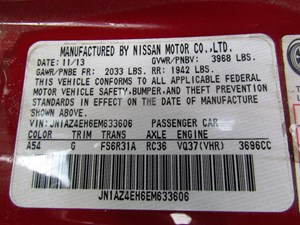 MANUFACTURED BY NISSAN MOTOR CO.,LTD.
DATE: 11/13 GVWR/PNBV: 3968 LBS.
GAWR/PNBE FR: 2033 LBS. RR: 1942 LBS.
THIS VEHICLE CONFORMS TO ALL APPLICABLE FEDERAL
MOTOR VEHICLE SAFETY,BUMPER,AND THEFT PREVENTION
STANDARDS IN EFFECT ON THE DATE OF MANUFACTURE
SHOWN ABOVE.
VIN:JN1AZ4EH6EM633606 PASSENGER CAR
COLOR TRIM TRANS AXLE ENGINE
A54 G FS6R31A RC36 VQ37(VHR) 3696CC
JN1AZ4EH6EM633606